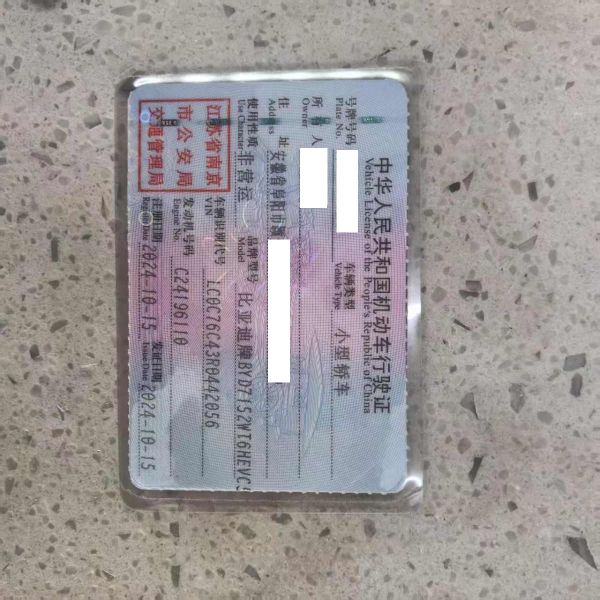 中华人民共和国机动车行驶证
Vehicle License of the People's Republic of China
号牌号码
Plate No.
车辆类型 小型轿车
Vehicle Type
所有人
Owner
住址 安徽省阜阳市颍
Address
使用性质 非营运
Use Character
品牌型号 比亚迪牌BYD7152WT6HEVC5
Model
江苏省南京
市公安局
交通管理局
车辆识别代号 LC0C76C43R0442056
VIN
发动机号码 C24196110
Engine No.
注册日期 2024-10-15
Register Date
发证日期 2024-10-15
Issue Date